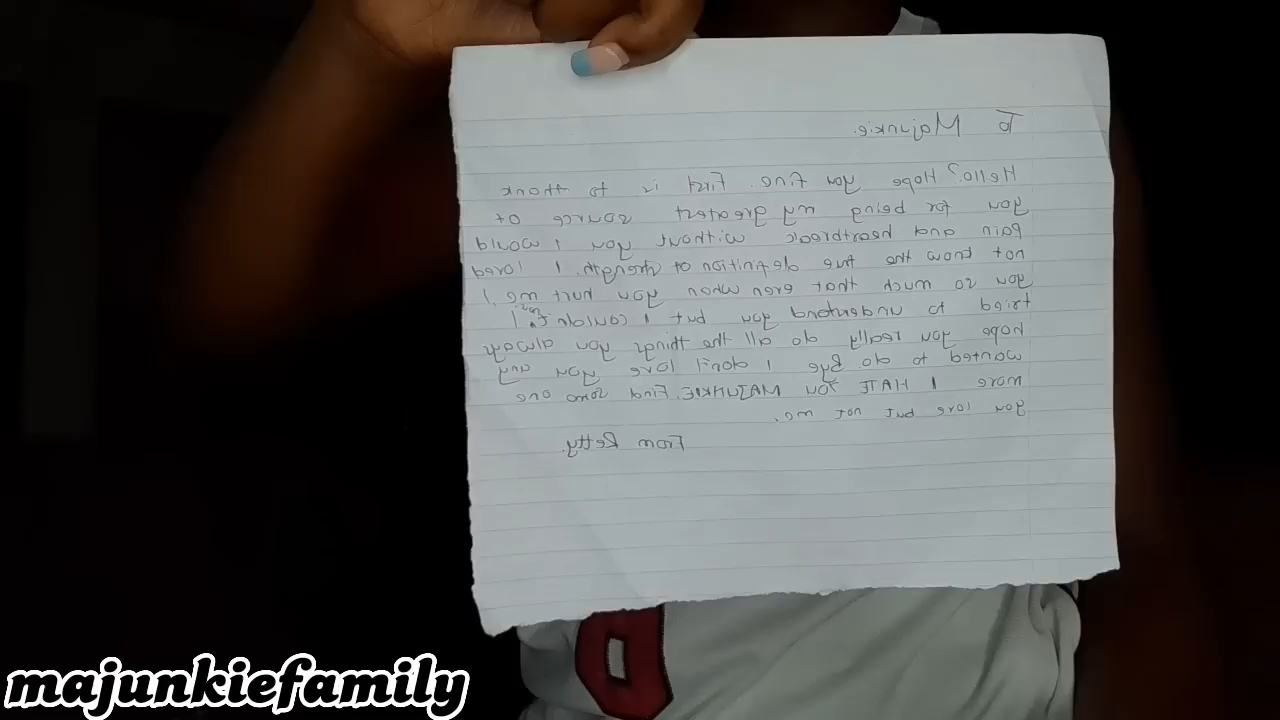 To Majunkie.
Hello? Hope you fine. First is to thank
you for being my greatest source of
pain and heartbreak without you I would
not know the true definition of strength. I loved
you so much that even when you hurt me I
tried to understand you but I couldn't. I
hope you really do all the things you always
wanted to do Bye I don't love you any
more I HATE YOU MAJUNKIE. Find some one
you love but not me.
From Betty.
majunkiefamily